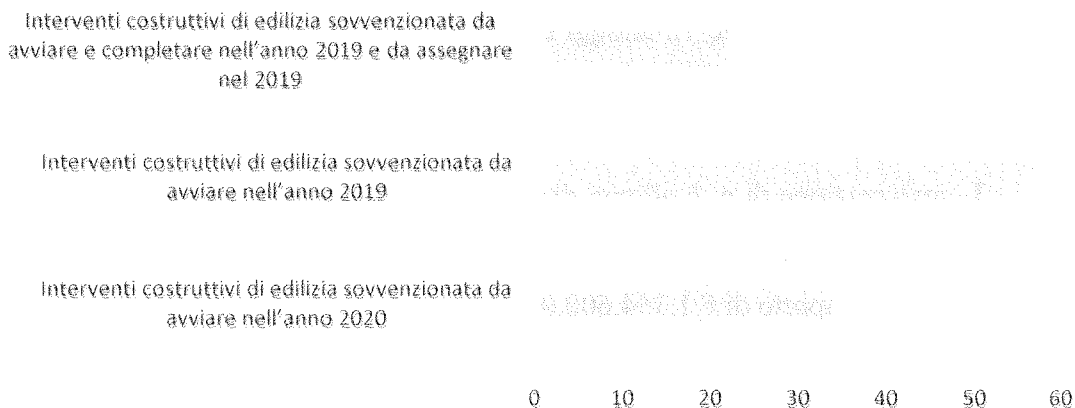 Interventi costruttivi di edilizia sovvenzionata da
avviare e completare nell'anno 2019 e da assegnare
nel 2019
Interventi costruttivi di edilizia sovvenzionata da
avviare nell'anno 2019
Interventi costruttivi di edilizia sovvenzionata da
avviare nell'anno 2020
0 10 20 30 40 50 60